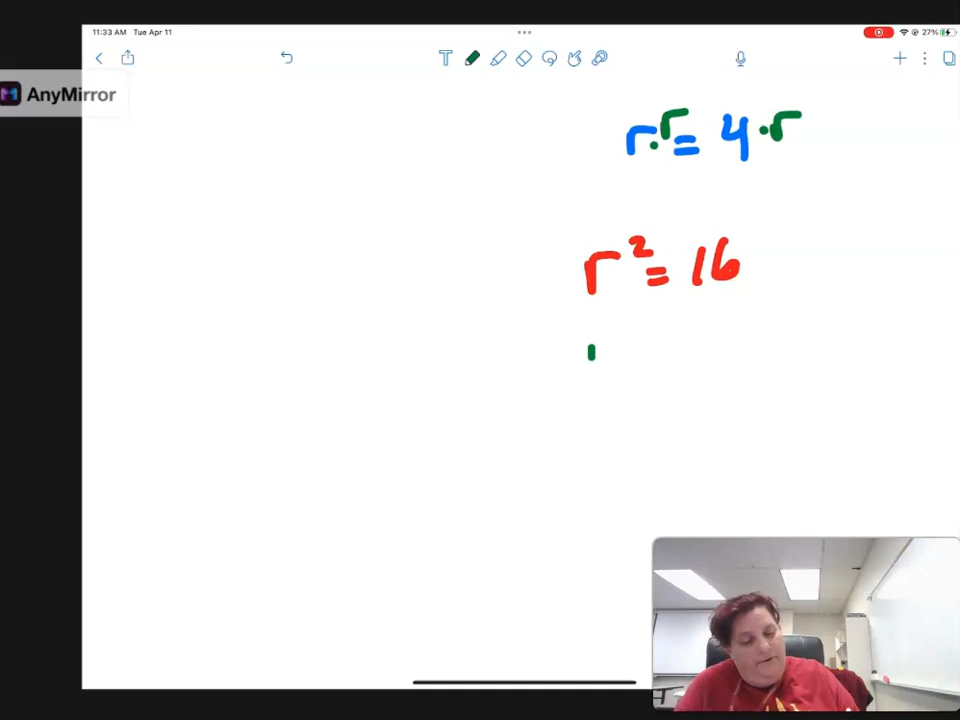 11:33 AM Tue Apr 11
27%
T
AnyMirror
r·r = 4·r
r² = 16